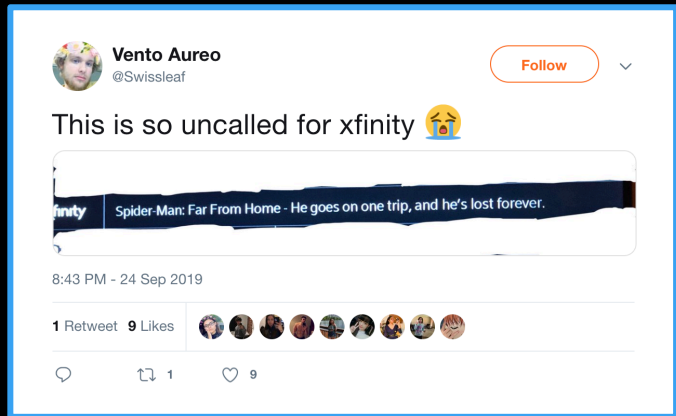 Vento Aureo
@Swissleaf
Follow
This is so uncalled for xfinity 😭
finity
Spider-Man: Far From Home - He goes on one trip, and he's lost forever.
8:43 PM - 24 Sep 2019
1 Retweet 9 Likes
1 9